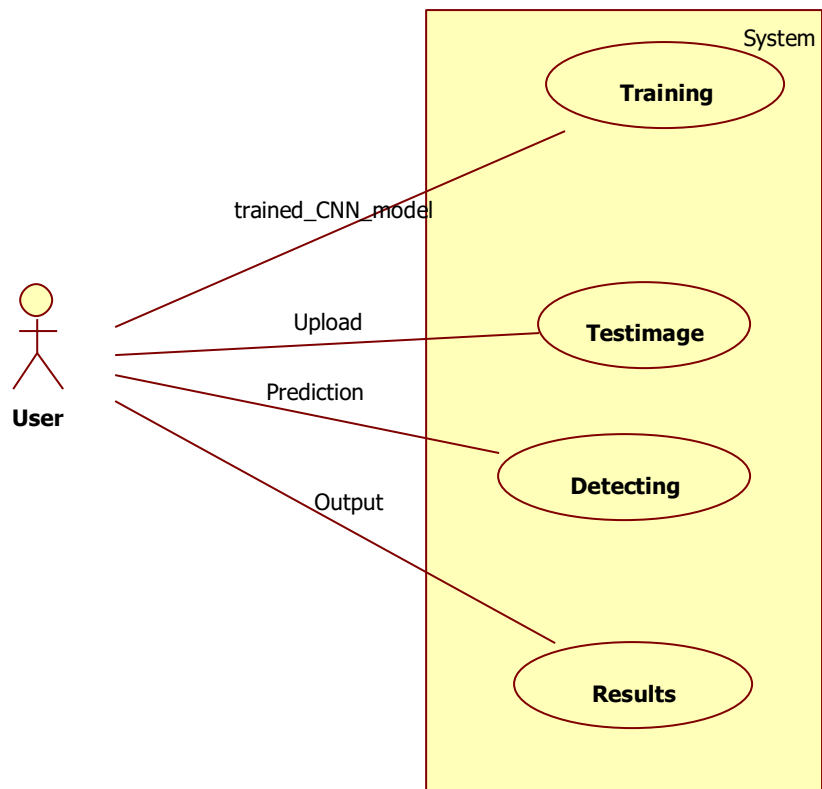 System
Training
trained_CNN_model
Upload
Testimage
Prediction
User
Detecting
Output
Results